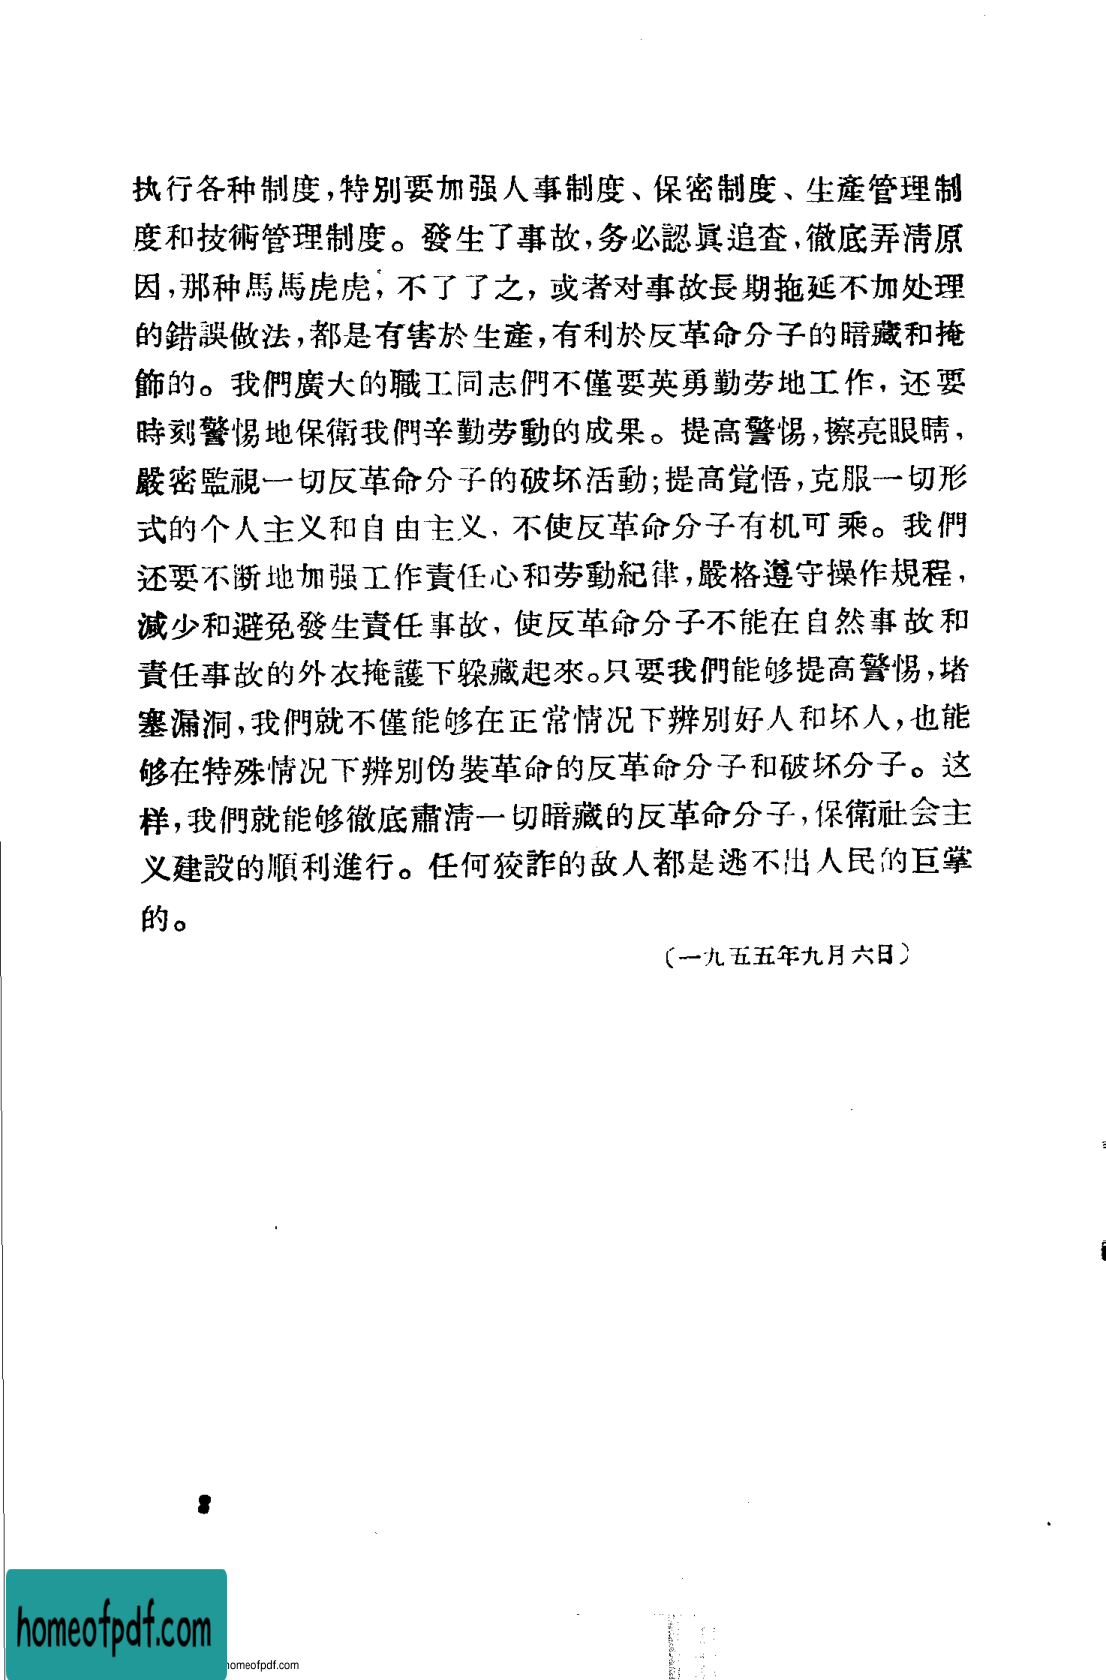 执行各种制度,特別要加强人事制度、保密制度、生產管理制
度和技術管理制度。發生了事故,务必認眞追查,徹底弄清原
因,那种馬馬虎虎,不了了之,或者对事故長期拖延不加处理
的錯誤做法,都是有害於生產,有利於反革命分子的暗藏和掩
飾的。我們廣大的職工同志們不僅要英勇勤劳地工作,还要
時刻警惕地保衛我們辛勤劳動的成果。提高警惕,擦亮眼睛,
嚴密監視一切反革命分子的破坏活動;提高覚悟,克服一切形
式的个人主义和自由主义,不使反革命分子有机可乘。我們
还要不断地加强工作責任心和劳動紀律,嚴格遵守操作規程,
減少和避免發生責任事故,使反革命分子不能在自然事故和
責任事故的外衣掩護下躱藏起來。只要我們能够提高警惕,堵
塞漏洞,我們就不僅能够在正常情况下辨別好人和坏人,也能
够在特殊情况下辨別伪装革命的反革命分子和破坏分子。这
样,我們就能够徹底肅清一切暗藏的反革命分子,保衛社会主
义建設的順利進行。任何狡詐的敌人都是逃不出人民的巨掌
的。
(一九五五年九月六日)
8
homeofpdf.com
homeofpdf.com